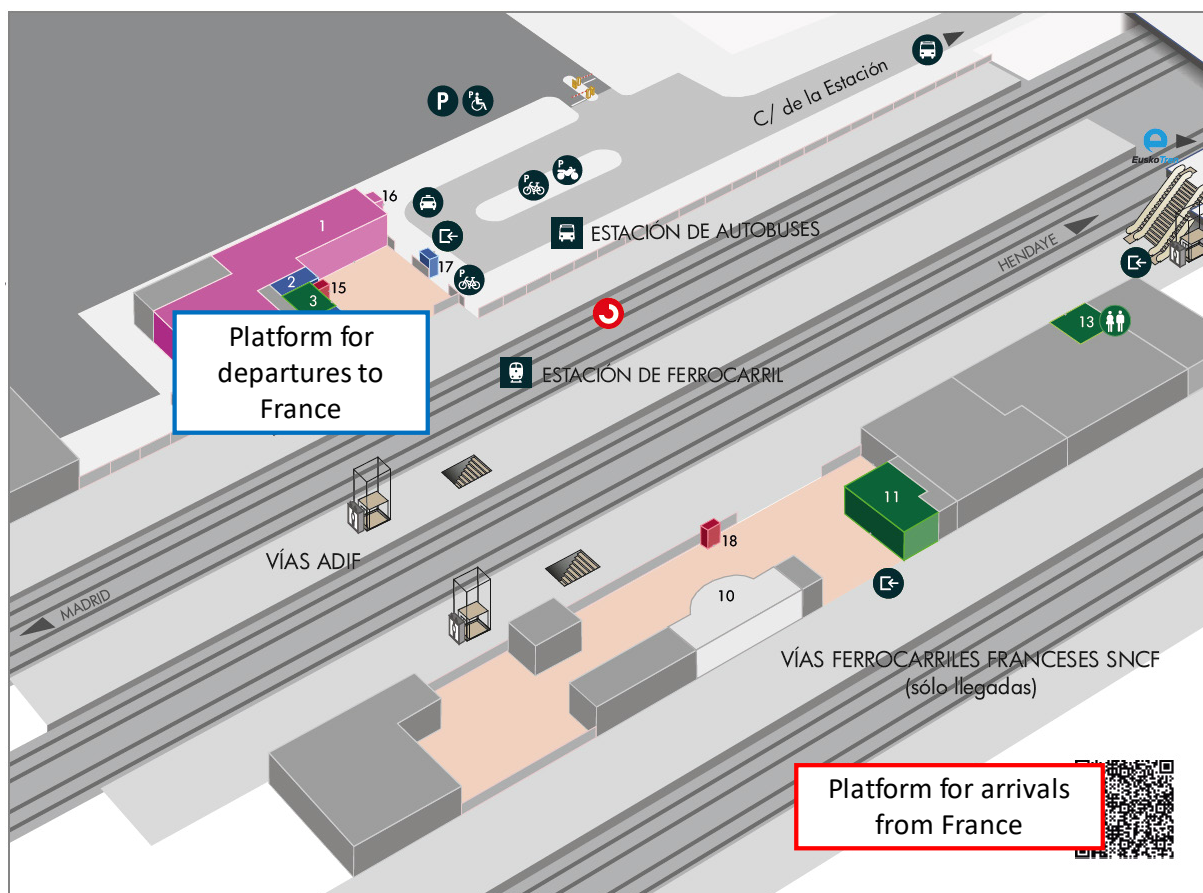 C/ de la Estación
P
P
EuskoTren
P
P
16
1
ESTACIÓN DE AUTOBUSES
17
HENDAYE
2
15
3
13
Platform for
departures to
France
ESTACIÓN DE FERROCARRIL
11
18
VÍAS ADIF
10
MADRID
VÍAS FERROCARRILES FRANCESES SNCF
(sólo llegadas)
Platform for arrivals
from France